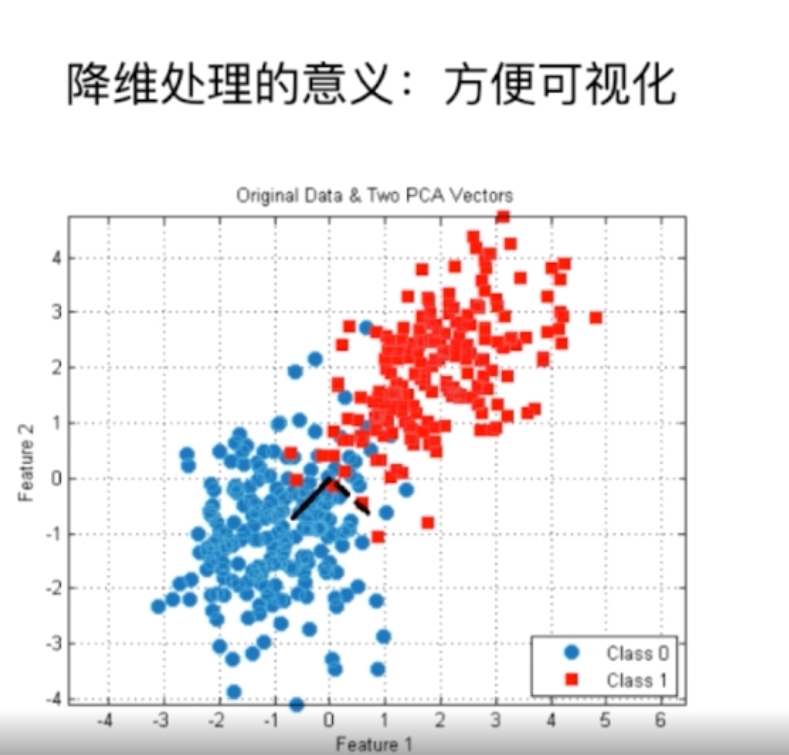 降维处理的意义：方便可视化
Original Data & Two PCA Vectors
Feature 2
4
3
2
1
0
-1
-2
-3
-4
-4 -3 -2 -1 0 1 2 3 4 5 6
Feature 1
Class 0
Class 1